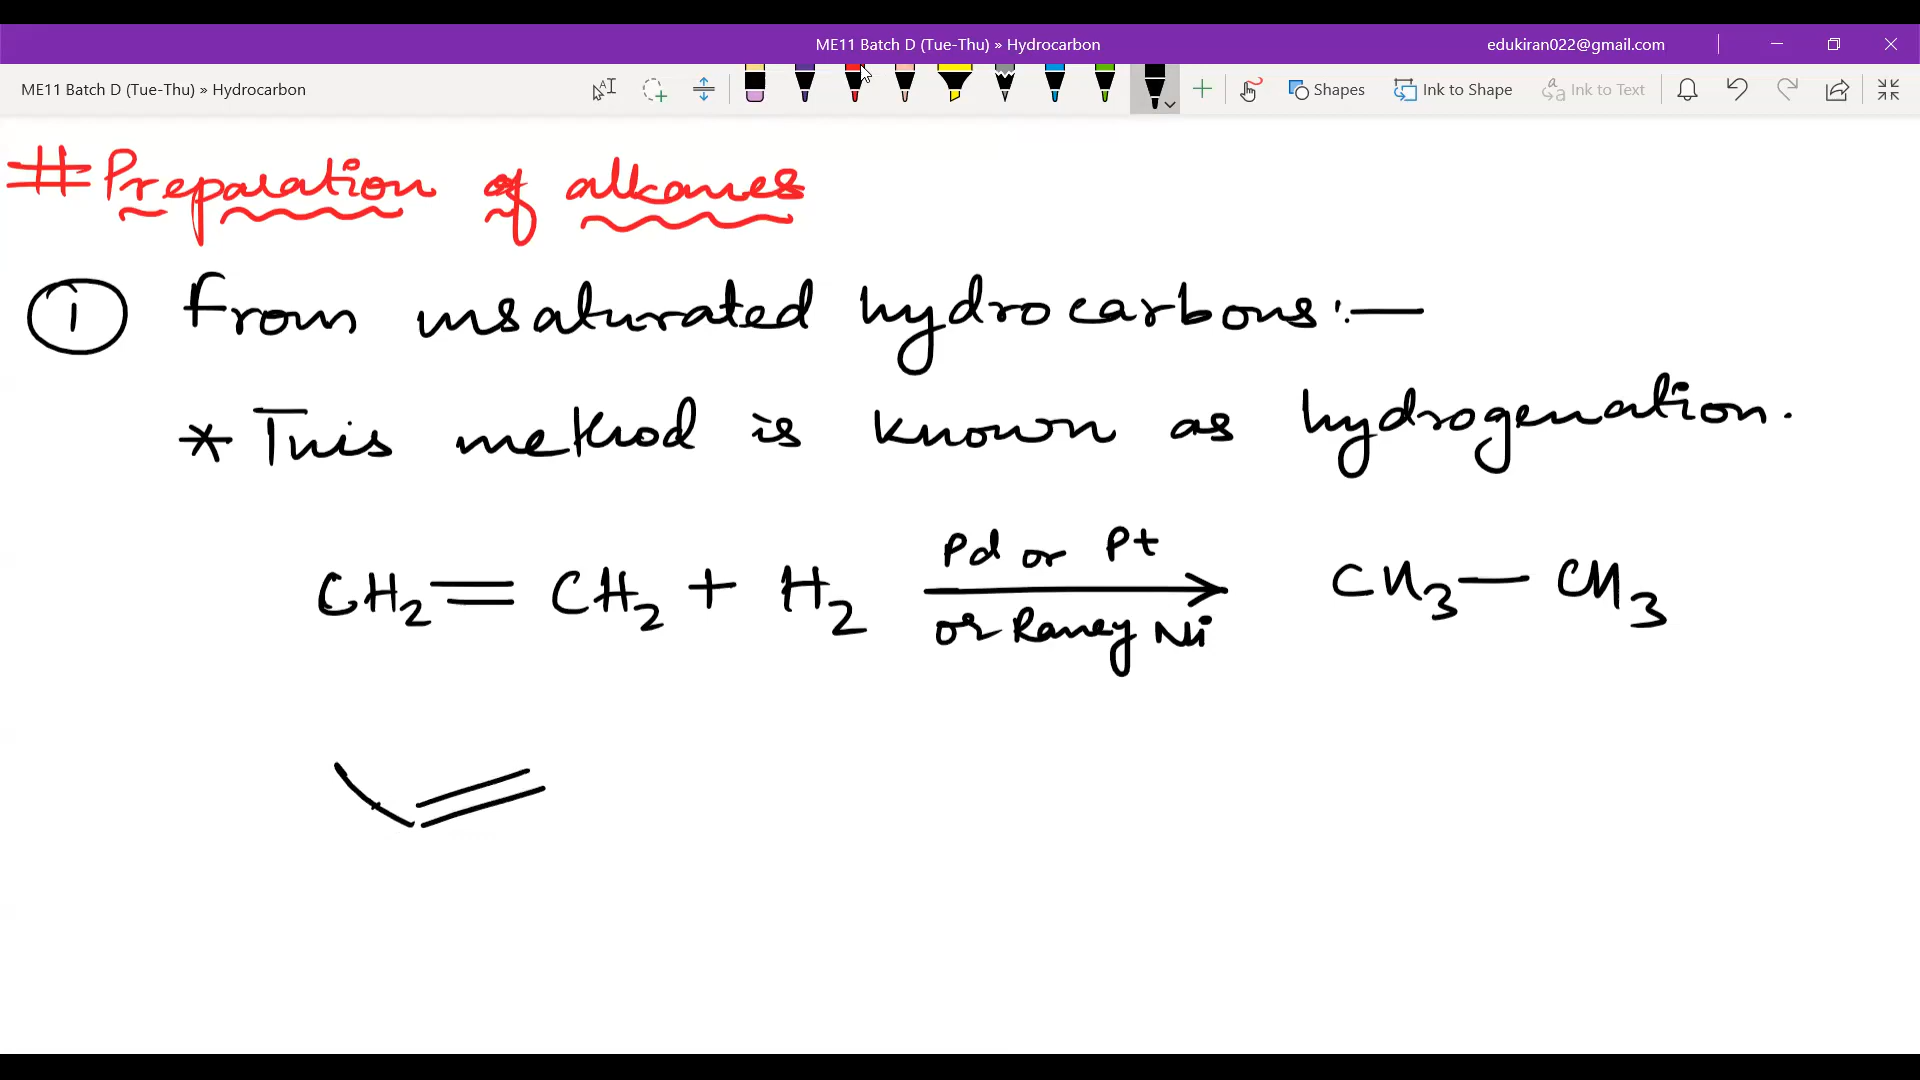 ME11 Batch D (Tue-Thu) » Hydrocarbon
edukiran022@gmail.com
ME11 Batch D (Tue-Thu) » Hydrocarbon
Shapes
Ink to Shape
Ink to Text
# Preparation of alkanes
① From unsaturated hydrocarbons:—
* This method is known as hydrogenation.
Pd or Pt
CH2=CH2 + H2 → CH3—CH3
or Raney Ni